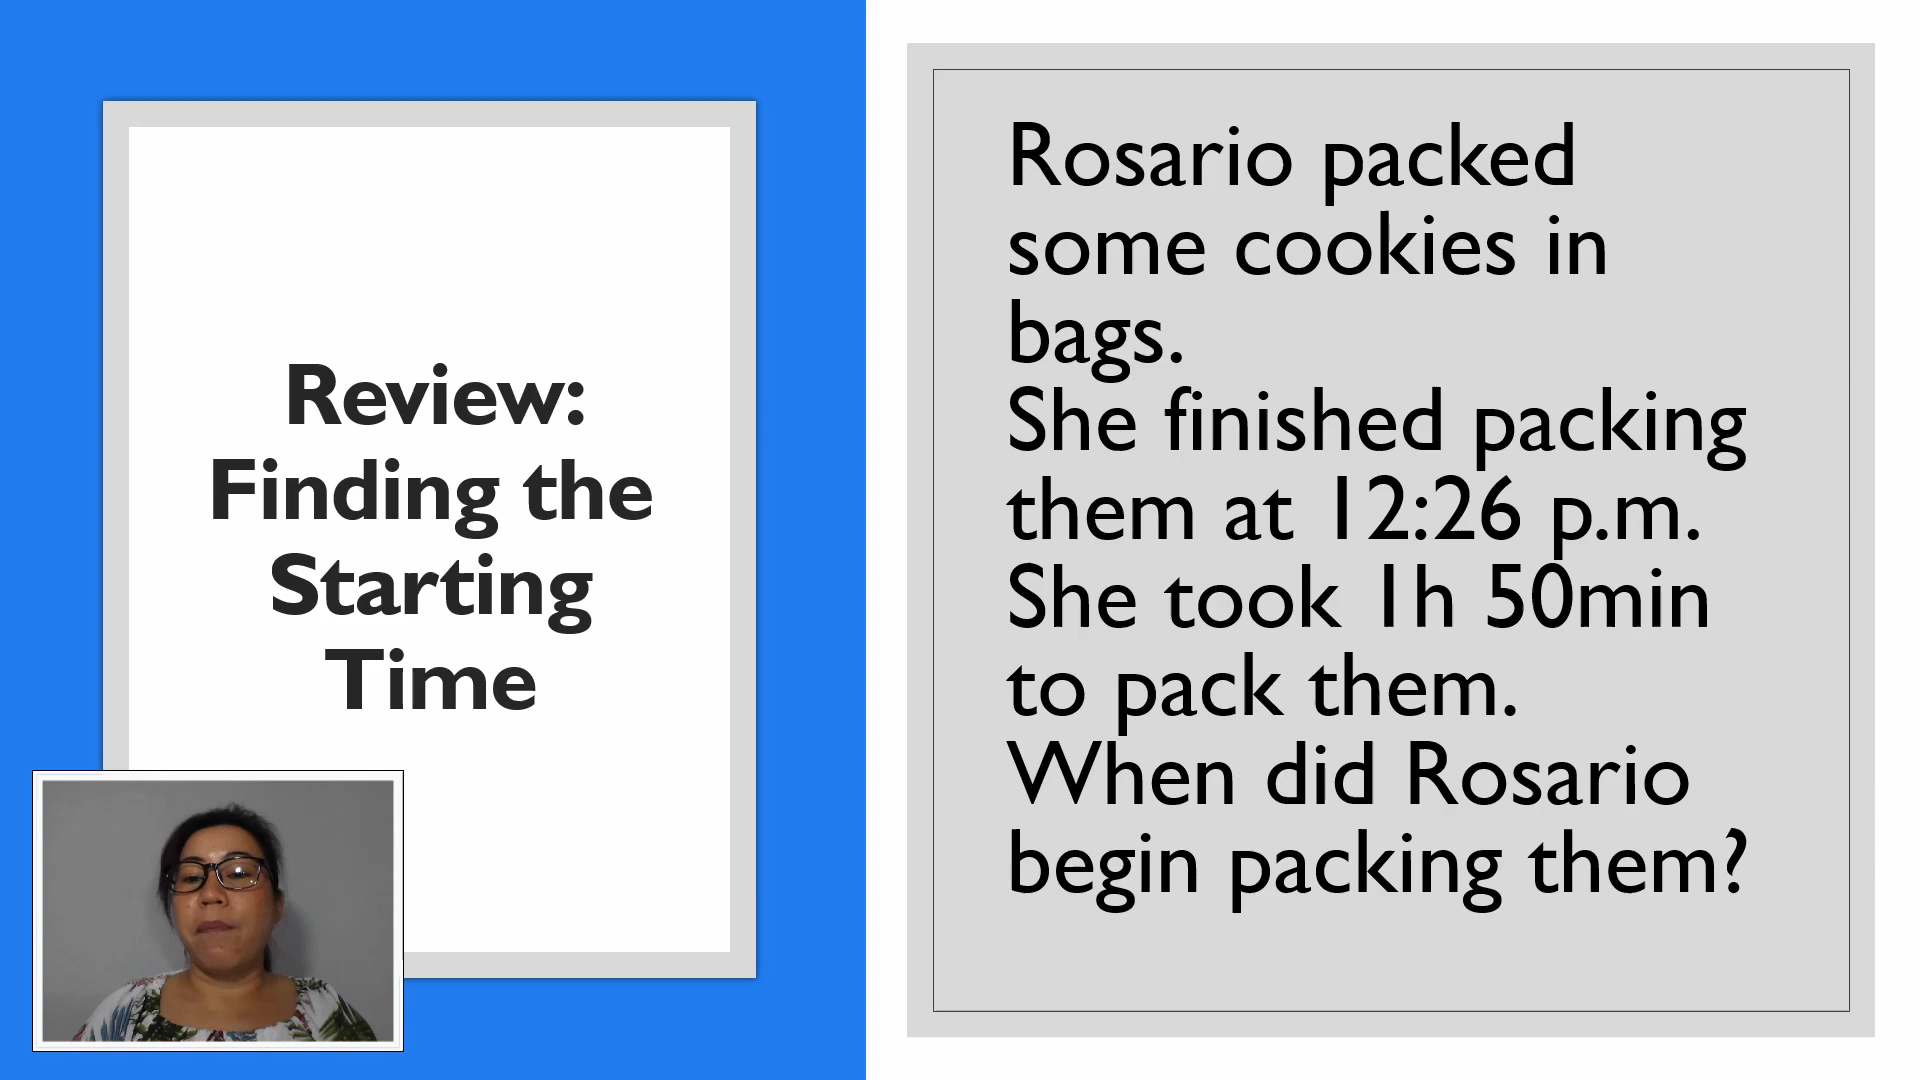 Review:
Finding the
Starting
Time
Rosario packed
some cookies in
bags.
She finished packing
them at 12:26 p.m.
She took 1h 50min
to pack them.
When did Rosario
begin packing them?